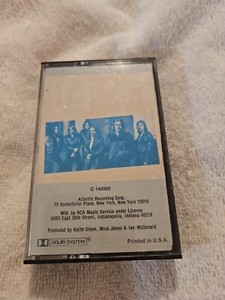 C 143560
Atlantic Recording Corp.
75 Rockefeller Plaza, New York, New York 10019
Mfd. by RCA Music Service under License
6550 East 30th Street, Indianapolis, Indiana 46219
Produced by Keith Olsen, Mick Jones & Ian McDonald
DOLBY SYSTEM
Printed in U.S.A.